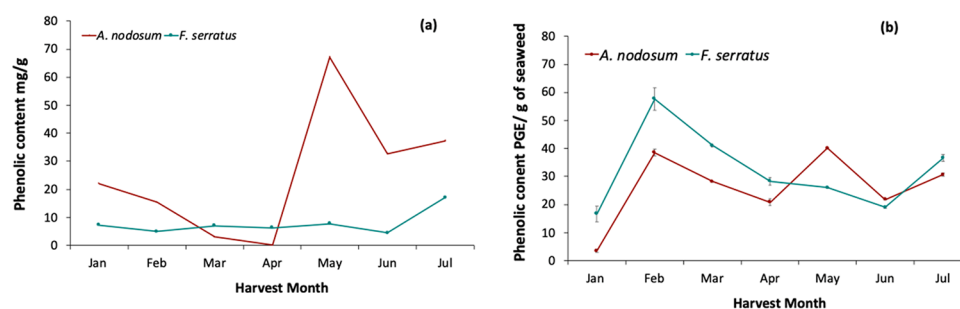 (a)
A. nodosum F. serratus
Phenolic content mg/g
80
70
60
50
40
30
20
10
0
Jan Feb Mar Apr May Jun Jul
Harvest Month
(b)
A. nodosum F. serratus
Phenolic conent PGE/ g of seaweed
80
70
60
50
40
30
20
10
0
Jan Feb Mar Apr May Jun Jul
Harvest Month